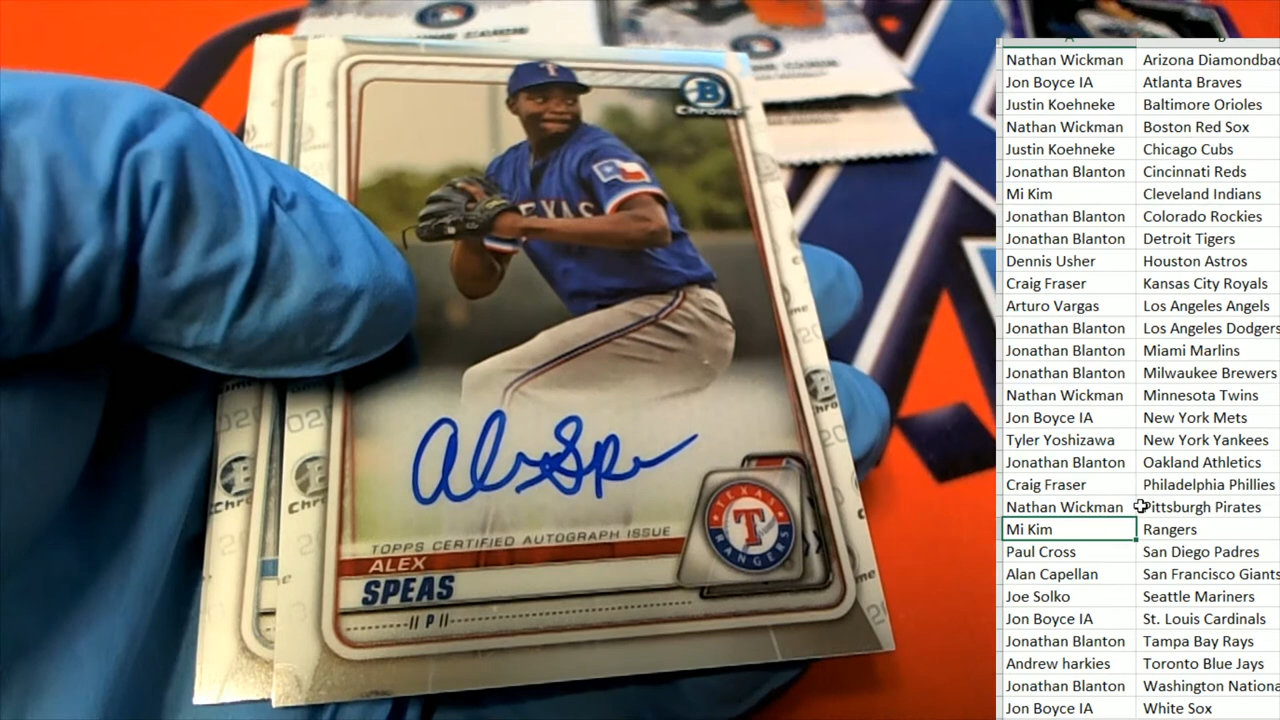 Chrome
TEXAS
Alex Spe
TOPPS CERTIFIED AUTOGRAPH ISSUE
ALEX
SPEAS
P
TEXAS
T
RANGERS
Nathan Wickman Arizona Diamondbac
Jon Boyce IA Atlanta Braves
Justin Koehneke Baltimore Orioles
Nathan Wickman Boston Red Sox
Justin Koehneke Chicago Cubs
Jonathan Blanton Cincinnati Reds
Mi Kim Cleveland Indians
Jonathan Blanton Colorado Rockies
Jonathan Blanton Detroit Tigers
Dennis Usher Houston Astros
Craig Fraser Kansas City Royals
Arturo Vargas Los Angeles Angels
Jonathan Blanton Los Angeles Dodgers
Jonathan Blanton Miami Marlins
Jonathan Blanton Milwaukee Brewers
Nathan Wickman Minnesota Twins
Jon Boyce IA New York Mets
Tyler Yoshizawa New York Yankees
Jonathan Blanton Oakland Athletics
Craig Fraser Philadelphia Phillies
Nathan Wickman Pittsburgh Pirates
Mi Kim Rangers
Paul Cross San Diego Padres
Alan Capellan San Francisco Giants
Joe Solko Seattle Mariners
Jon Boyce IA St. Louis Cardinals
Jonathan Blanton Tampa Bay Rays
Andrew harkies Toronto Blue Jays
Jonathan Blanton Washington Nationa
Jon Boyce IA White Sox